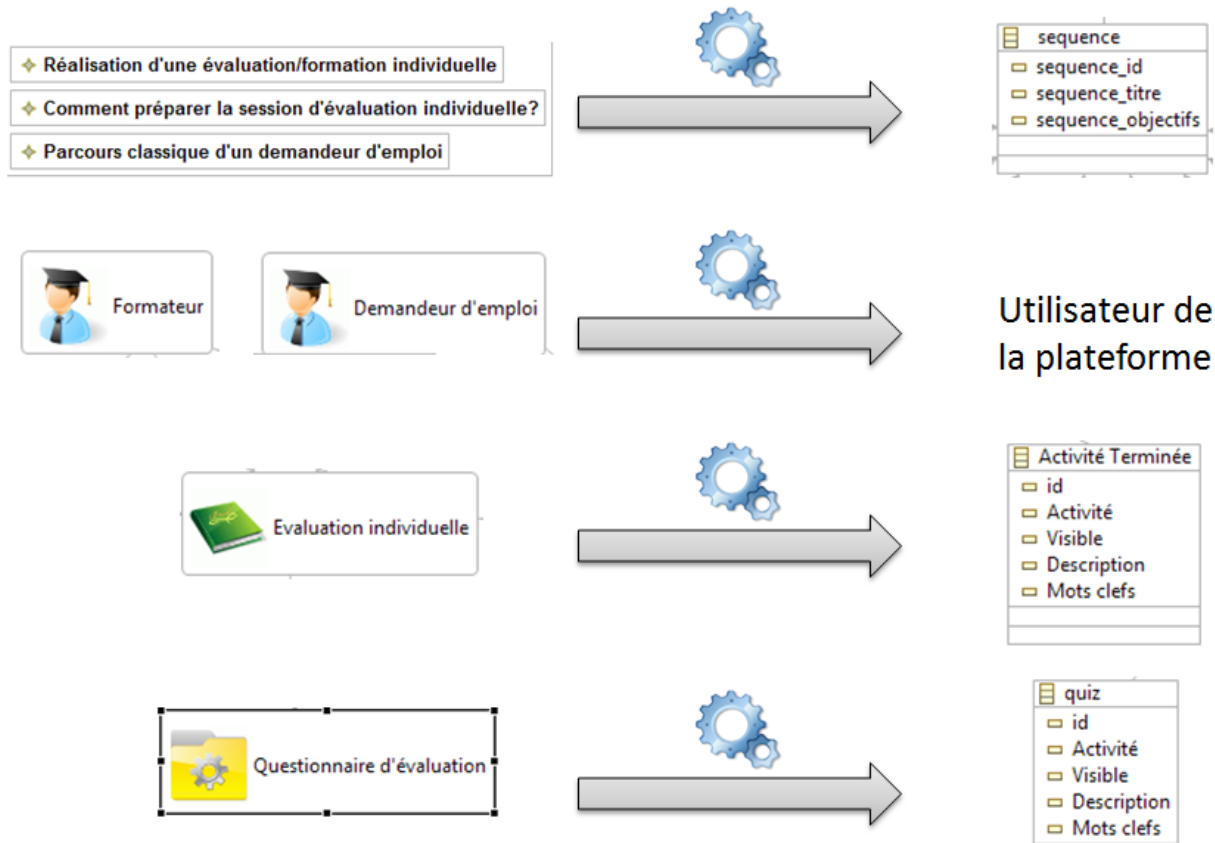 Réalisation d'une évaluation/formation individuelle
Comment préparer la session d'évaluation individuelle?
Parcours classique d'un demandeur d'emploi
sequence
sequence_id
sequence_titre
sequence_objectifs
Formateur
Demandeur d'emploi
Utilisateur de
la plateforme
Evaluation individuelle
Activité Terminée
id
Activité
Visible
Description
Mots clefs
Questionnaire d'évaluation
quiz
id
Activité
Visible
Description
Mots clefs